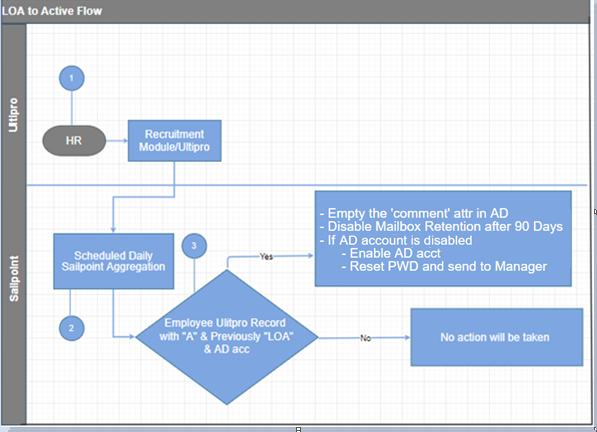 LOA to Active Flow
Ultipro
1
HR
Recruitment
Module/Ultipro
Sailpoint
Scheduled Daily
Sailpoint Aggregation
2
3
Employee Ulitpro Record
with "A" & Previously "LOA"
& AD acc
Yes
- Empty the 'comment' attr in AD
- Disable Mailbox Retention after 90 Days
- If AD account is disabled
- Enable AD acct
- Reset PWD and send to Manager
No
No action will be taken